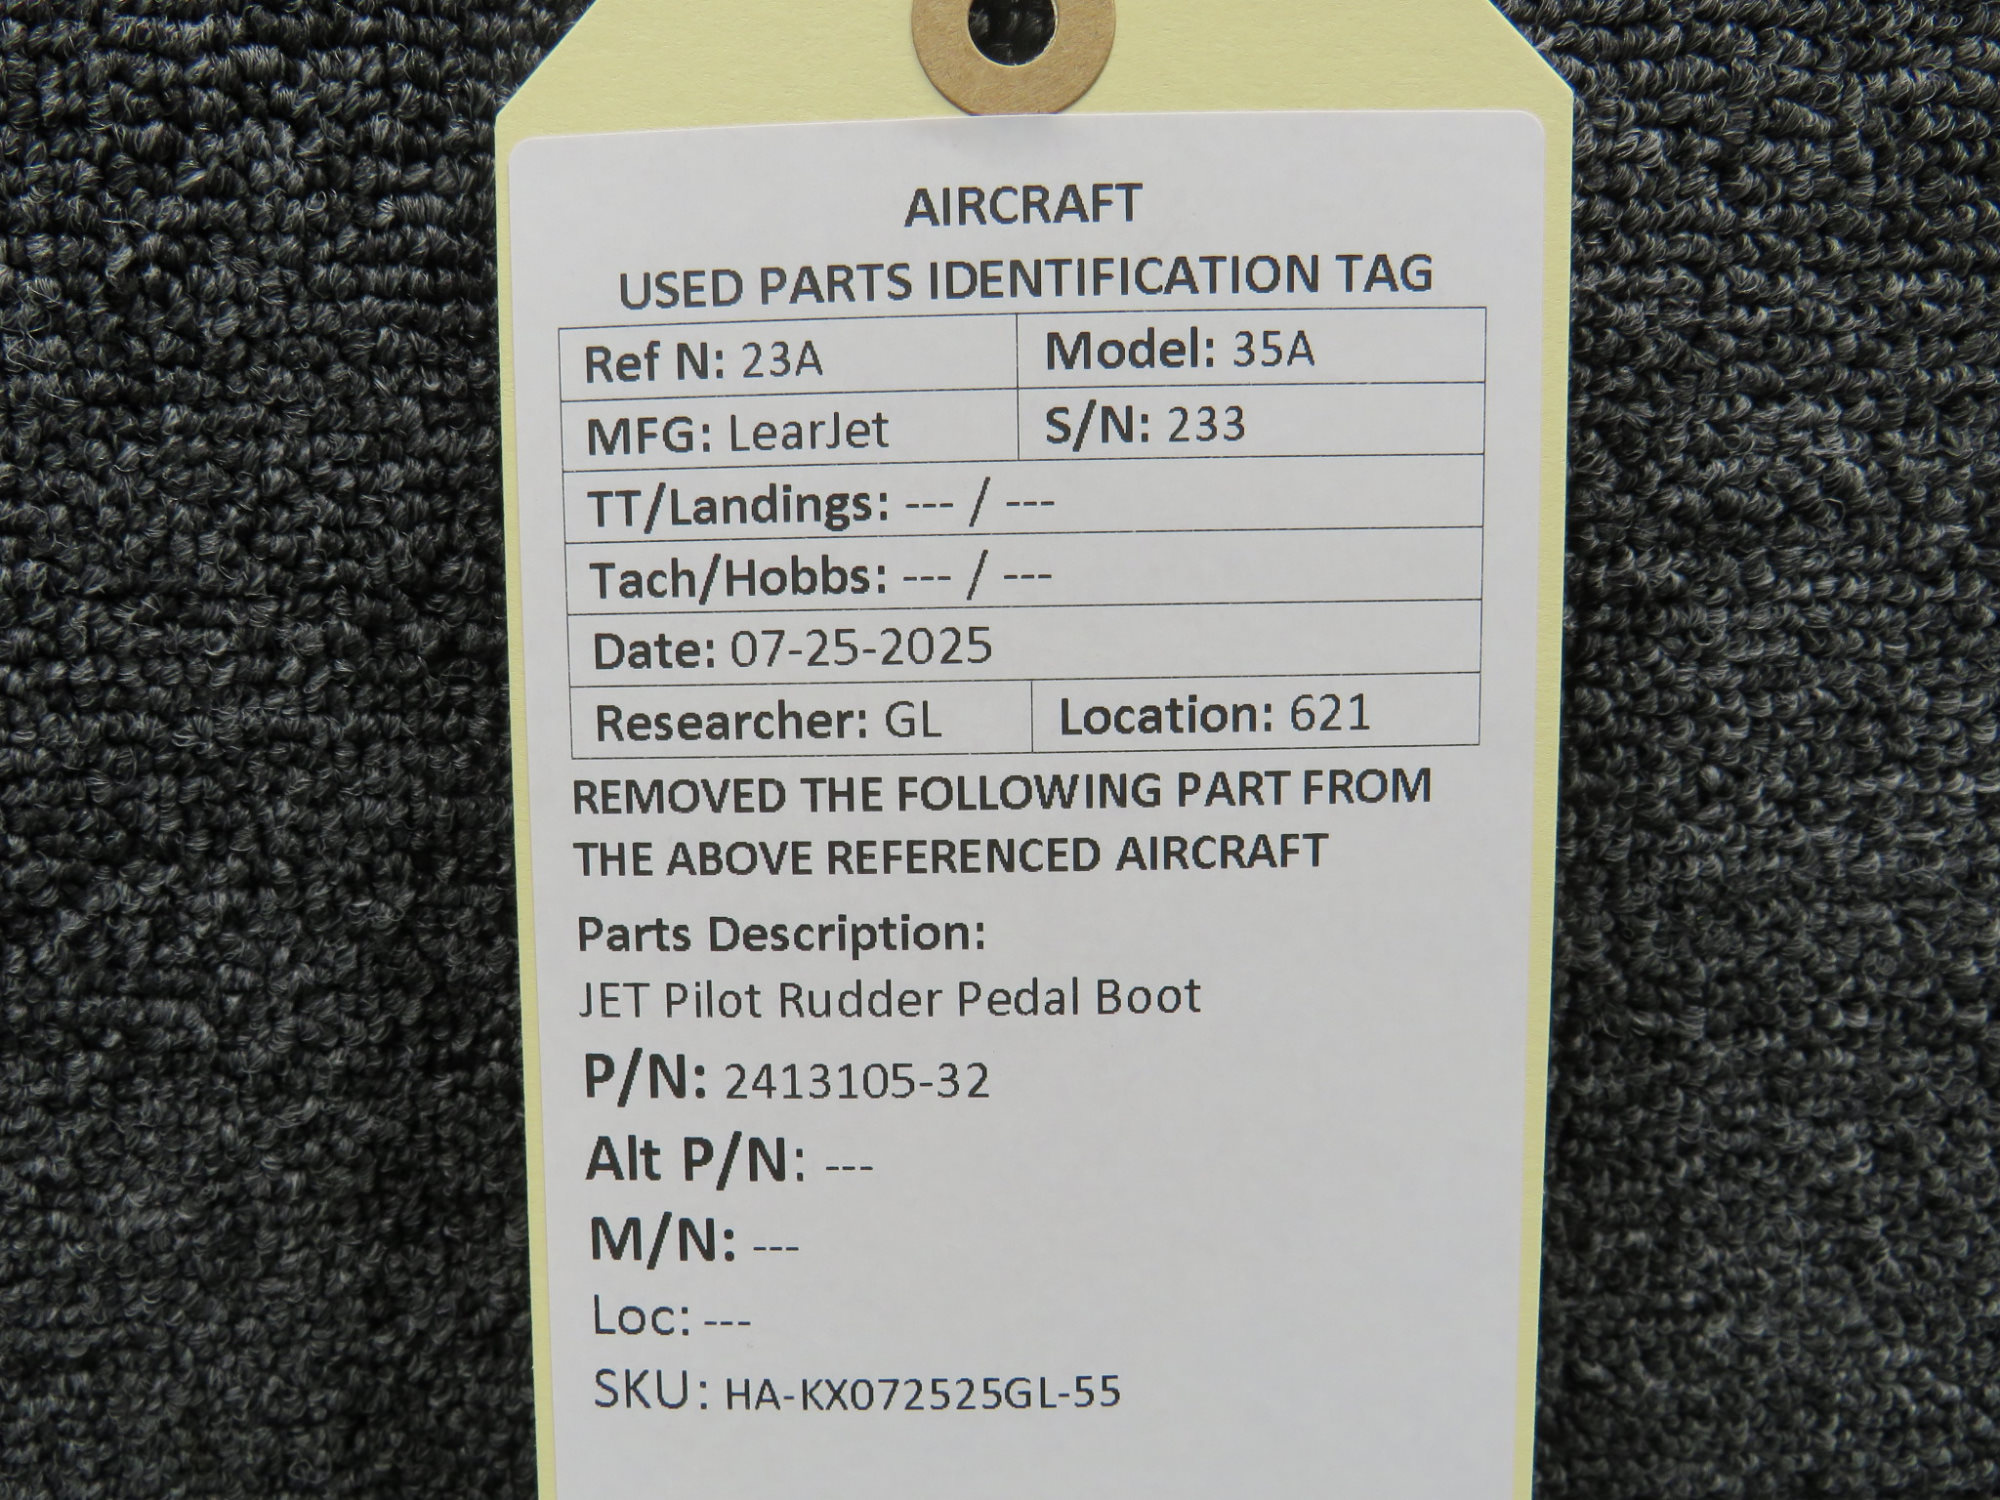 AIRCRAFT
USED PARTS IDENTIFICATION TAG
Ref N: 23A Model: 35A
MFG: LearJet S/N: 233
TT/Landings: --- / ---
Tach/Hobbs: --- / ---
Date: 07-25-2025
Researcher: GL Location: 621
REMOVED THE FOLLOWING PART FROM
THE ABOVE REFERENCED AIRCRAFT
Parts Description:
JET Pilot Rudder Pedal Boot
P/N: 2413105-32
Alt P/N: ---
M/N: ---
Loc: ---
SKU: HA-KX072525GL-55